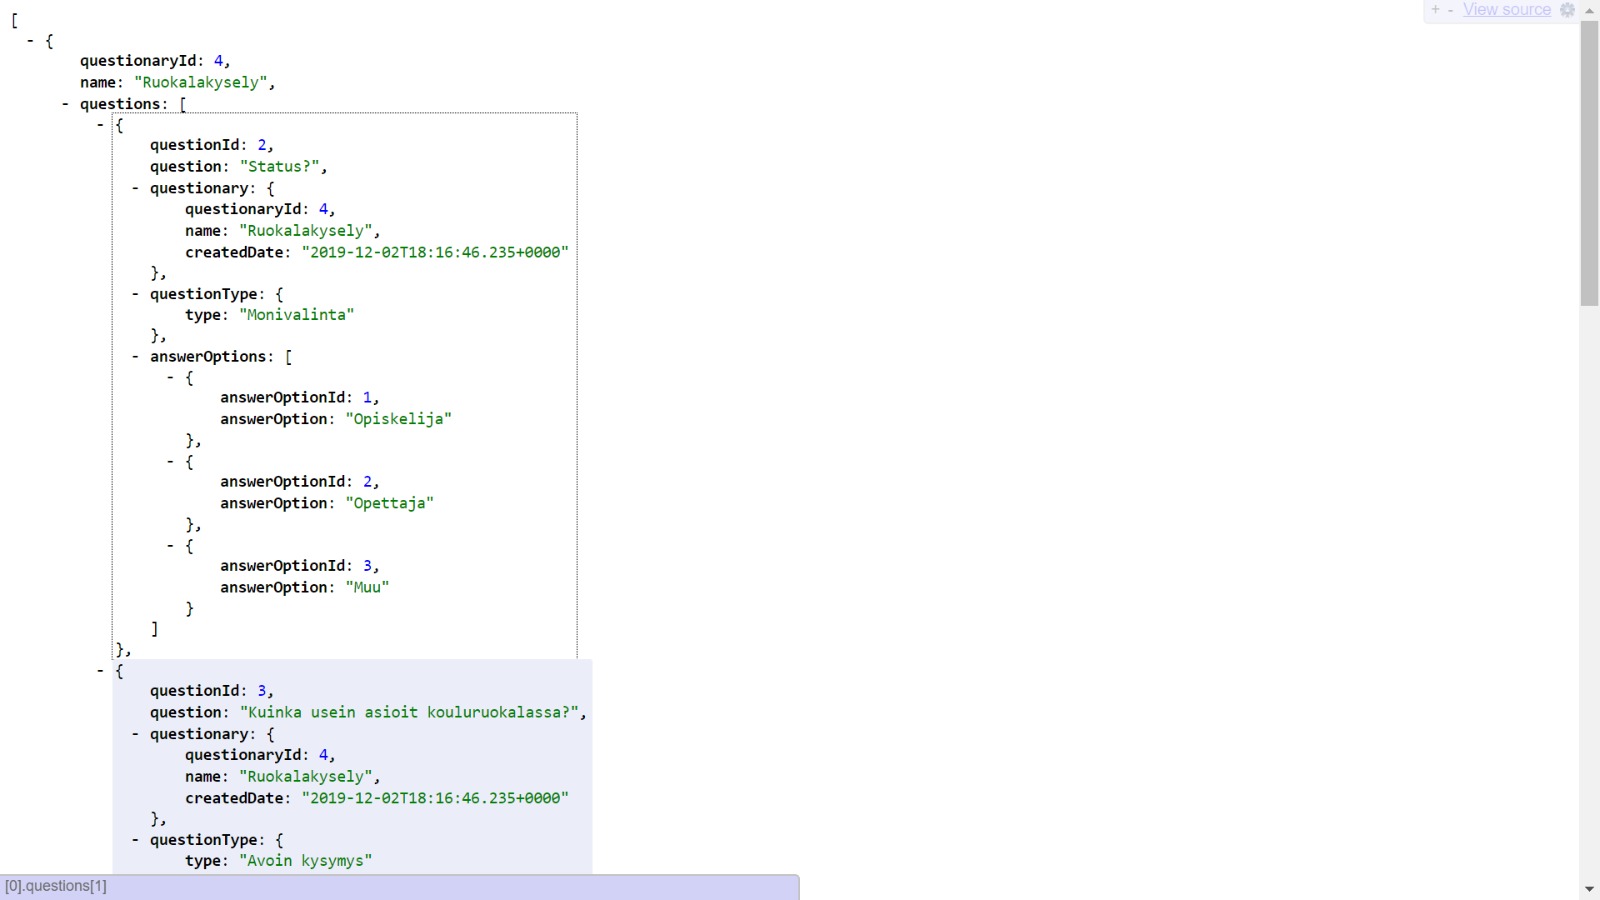 + - View source
[
- {
questionaryId: 4,
name: "Ruokalakysely",
- questions: [
- {
questionId: 2,
question: "Status?",
- questionary: {
questionaryId: 4,
name: "Ruokalakysely",
createdDate: "2019-12-02T18:16:46.235+0000"
},
- questionType: {
type: "Monivalinta"
},
- answerOptions: [
- {
answerOptionId: 1,
answerOption: "Opiskelija"
},
- {
answerOptionId: 2,
answerOption: "Opettaja"
},
- {
answerOptionId: 3,
answerOption: "Muu"
}
]
},
- {
questionId: 3,
question: "Kuinka usein asioit kouluruokalassa?",
- questionary: {
questionaryId: 4,
name: "Ruokalakysely",
createdDate: "2019-12-02T18:16:46.235+0000"
},
- questionType: {
type: "Avoin kysymys"
[0].questions[1]